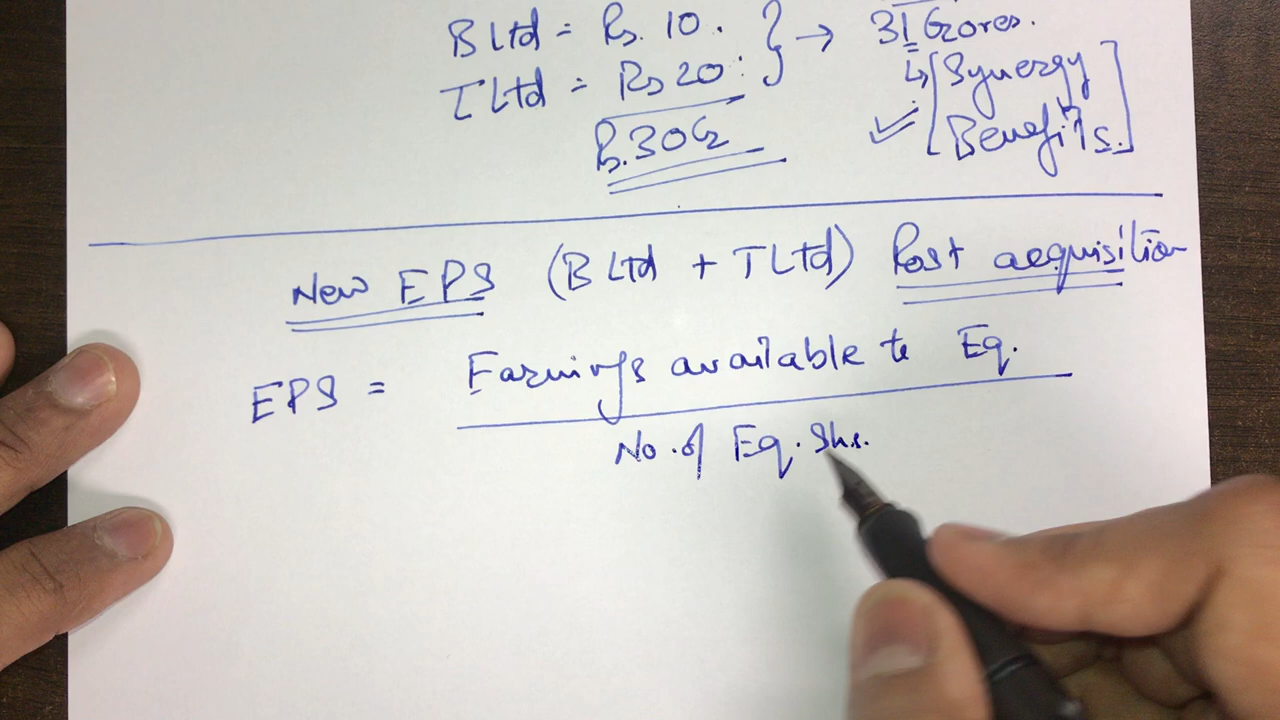 B Ltd = Rs. 10. } → 31 Crores.
T Ltd = Rs 20 : ↳ [Synergy
Rs. 30 Cr ✓ Benefits.]
New EPS (B Ltd + T Ltd) Post acquisition
EPS = Earnings available to Eq.
No. of Eq. Shs.